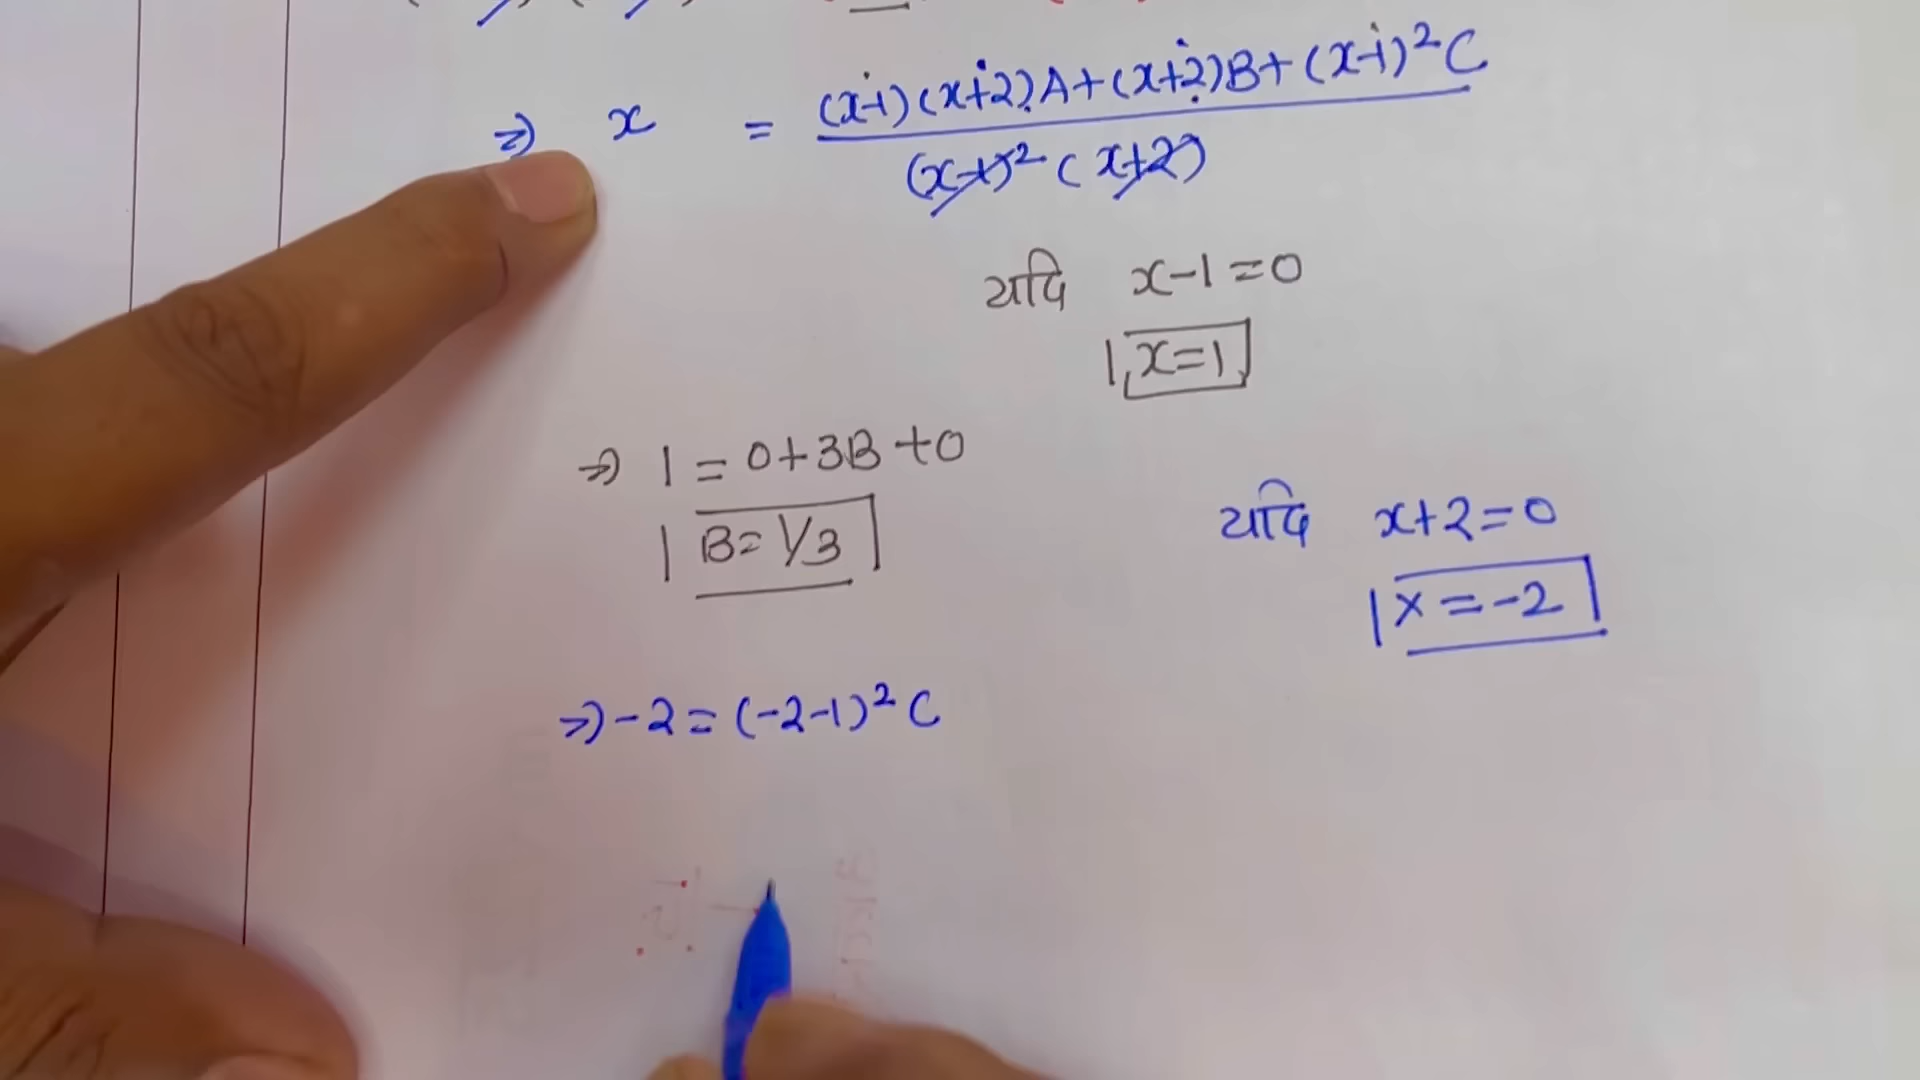 ⇒ x = (x-1)(x+2)A+(x+2)B+(x-1)²C
(x-1)²(x+2)
यदि x-1=0
x=1
⇒ 1=0+3B+0
B=1/3
यदि x+2=0
x=-2
⇒ -2=(-2-1)²C